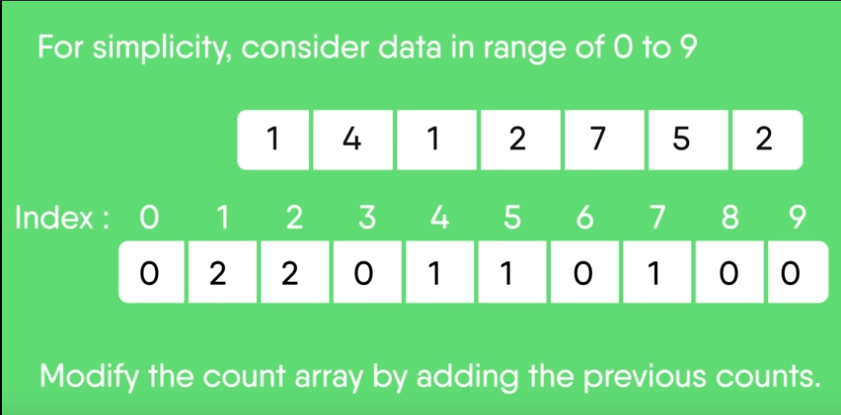 For simplicity, consider data in range of 0 to 9
1 4 1 2 7 5 2
Index : 0 1 2 3 4 5 6 7 8 9
0 2 2 0 1 1 0 1 0 0
Modify the count array by adding the previous counts.